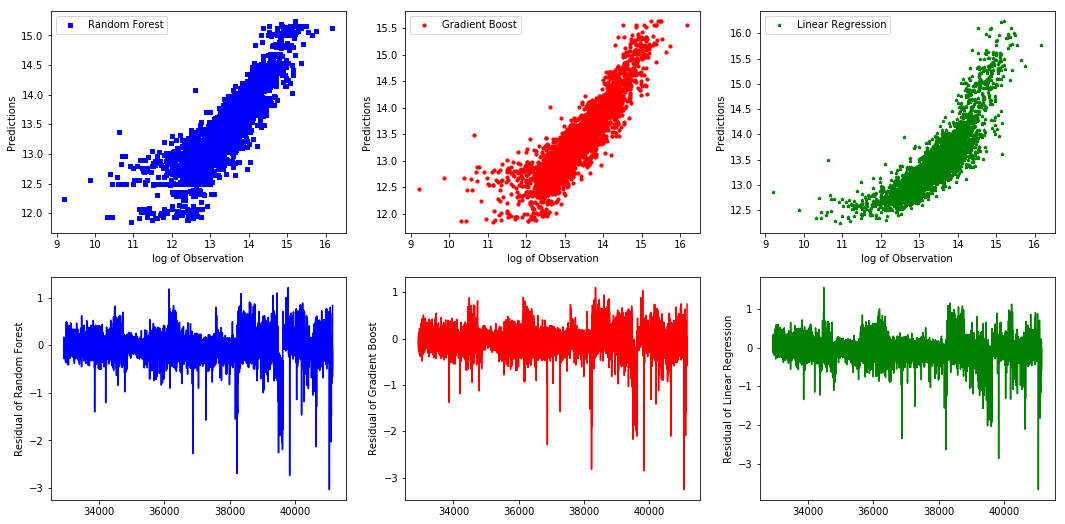 Random Forest
15.0
14.5
14.0
13.5
13.0
12.5
12.0
Predictions
9 10 11 12 13 14 15 16
log of Observation
Gradient Boost
15.5
15.0
14.5
14.0
13.5
13.0
12.5
12.0
Predictions
9 10 11 12 13 14 15 16
log of Observation
Linear Regression
16.0
15.5
15.0
14.5
14.0
13.5
13.0
12.5
Predictions
9 10 11 12 13 14 15 16
log of Observation
1
0
−1
−2
−3
Residual of Random Forest
34000 36000 38000 40000
1
0
−1
−2
−3
Residual of Gradient Boost
34000 36000 38000 40000
1
0
−1
−2
−3
Residual of Linear Regression
34000 36000 38000 40000